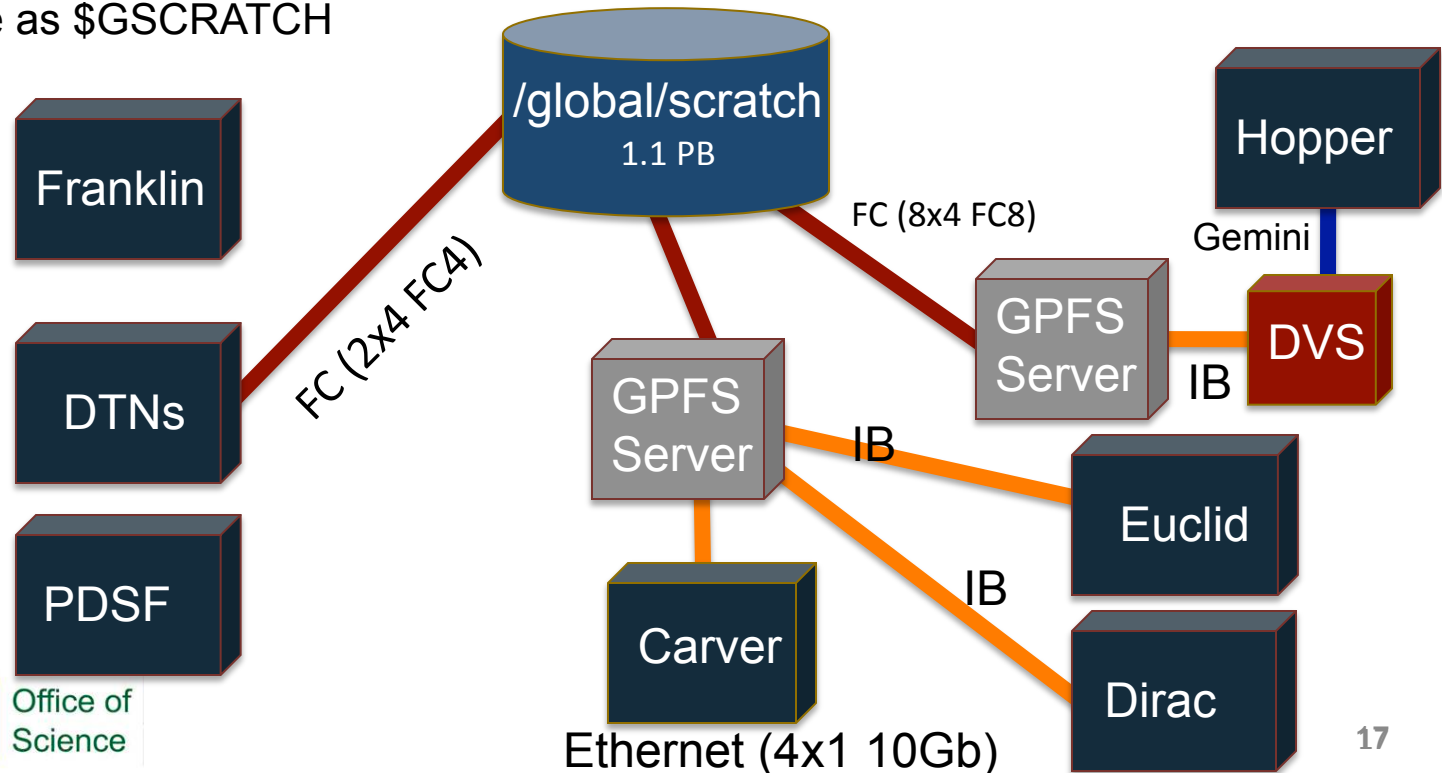 e as $GSCRATCH
/global/scratch
1.1 PB
Franklin
Hopper
FC (8x4 FC8)
Gemini
FC (2x4 FC4)
GPFS
Server
IB
DVS
DTNs
GPFS
Server
IB
Euclid
PDSF
IB
Carver
Dirac
Office of
Science
Ethernet (4x1 10Gb)
17